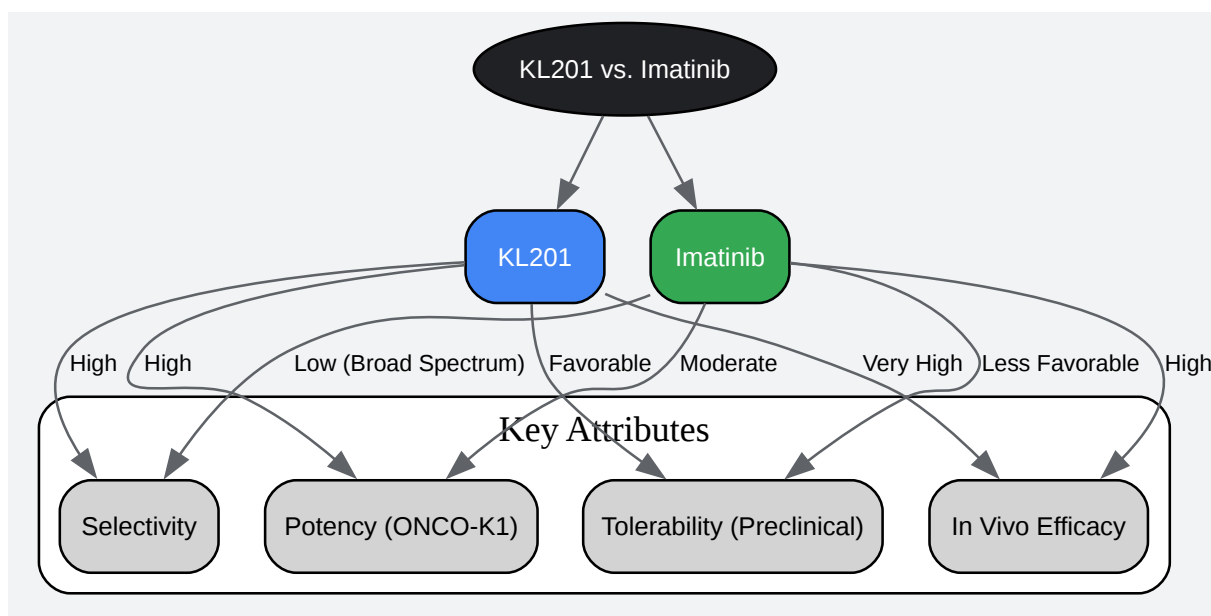 KL201 vs. Imatinib
KL201
Imatinib
High
High
Low (Broad Spectrum)
Favorable
Moderate
Very High
Less Favorable
High
Key Attributes
Selectivity
Potency (ONCO-K1)
Tolerability (Preclinical)
In Vivo Efficacy